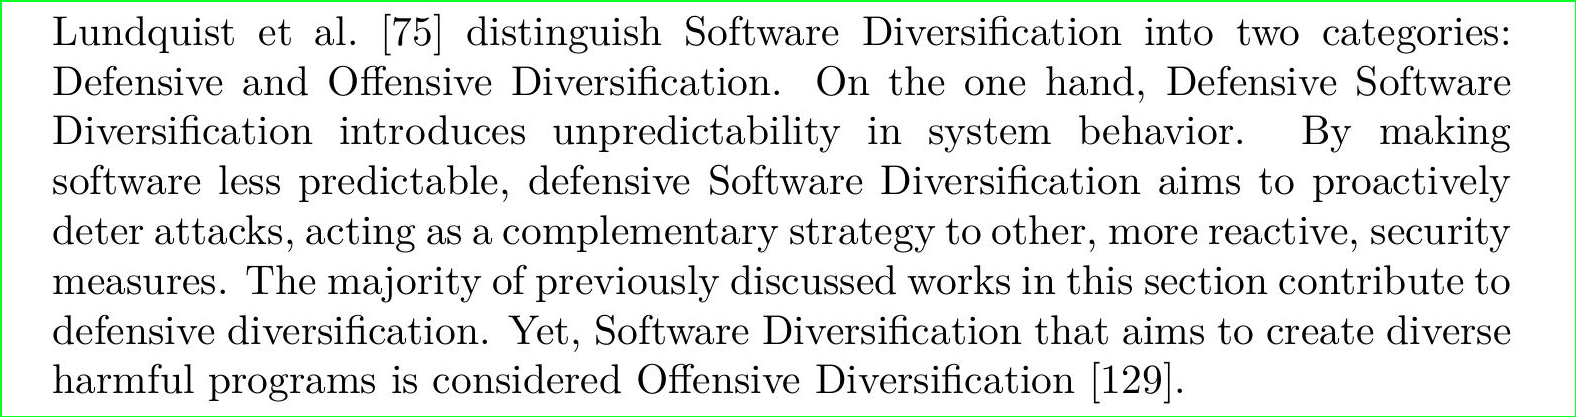 Lundquist et al. [75] distinguish Software Diversification into two categories:
Defensive and Offensive Diversification. On the one hand, Defensive Software
Diversification introduces unpredictability in system behavior. By making
software less predictable, defensive Software Diversification aims to proactively
deter attacks, acting as a complementary strategy to other, more reactive, security
measures. The majority of previously discussed works in this section contribute to
defensive diversification. Yet, Software Diversification that aims to create diverse
harmful programs is considered Offensive Diversification [129].